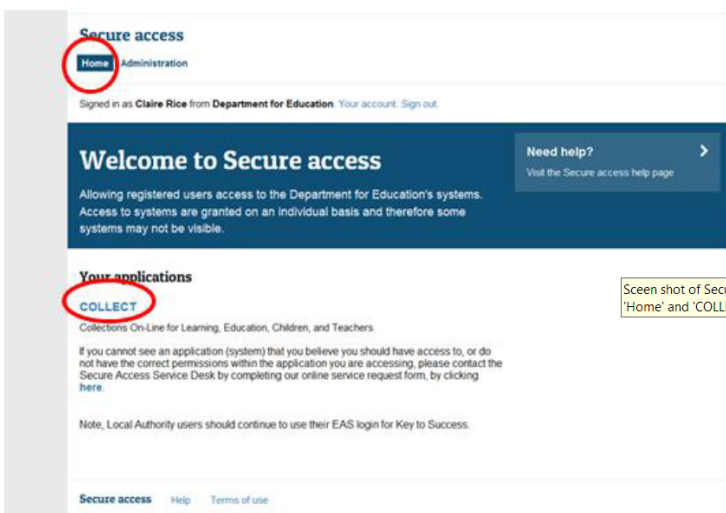 Secure access
Home Administration
Signed in as Claire Rice from Department for Education. Your account. Sign out.
Welcome to Secure access
Allowing registered users access to the Department for Education's systems.
Access to systems are granted on an individual basis and therefore some
systems may not be visible.
Need help?
Visit the Secure access help page
Your applications
COLLECT
Collections On-Line for Learning, Education, Children, and Teachers.
If you cannot see an application (system) that you believe you should have access to, or do
not have the correct permissions within the application you are accessing, please contact the
Secure Access Service Desk by completing our online service request form, by clicking
here.
Sceen shot of Secu
'Home' and 'COLL
Note, Local Authority users should continue to use their EAS login for Key to Success.
Secure access Help Terms of use